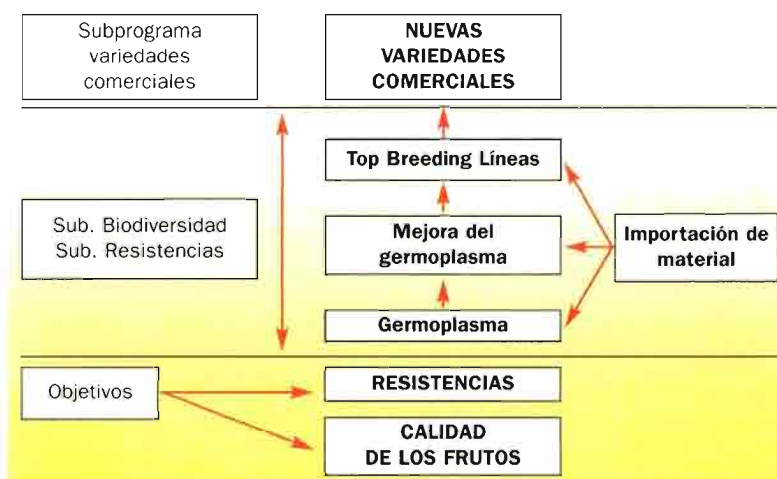 Subprograma
variedades
comerciales
NUEVAS
VARIEDADES
COMERCIALES
Top Breeding Líneas
Sub. Biodiversidad
Sub. Resistencias
Mejora del
germoplasma
Importación de
material
Germoplasma
Objetivos
RESISTENCIAS
CALIDAD
DE LOS FRUTOS